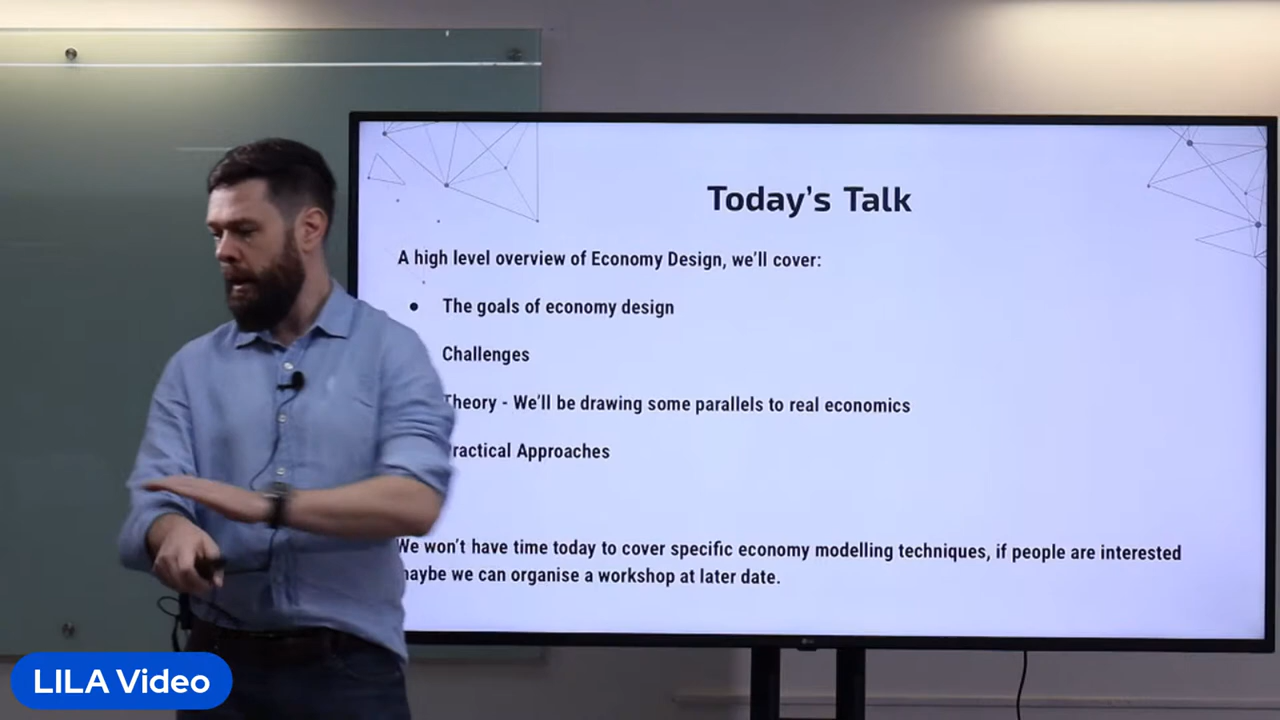 Today's Talk
A high level overview of Economy Design, we'll cover:
● The goals of economy design
Challenges
Theory - We'll be drawing some parallels to real economics
Practical Approaches
We won't have time today to cover specific economy modelling techniques, if people are interested
maybe we can organise a workshop at later date.
LG
LILA Video